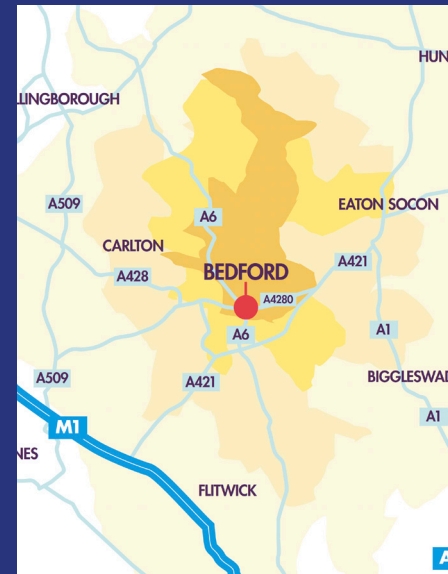 HUN
LLINGBOROUGH
A509
EATON SOCON
A6
CARLTON
A428
BEDFORD
A421
A4280
A6
A1
A509
A421
BIGGLESWAD
A1
M1
NES
FLITWICK
A